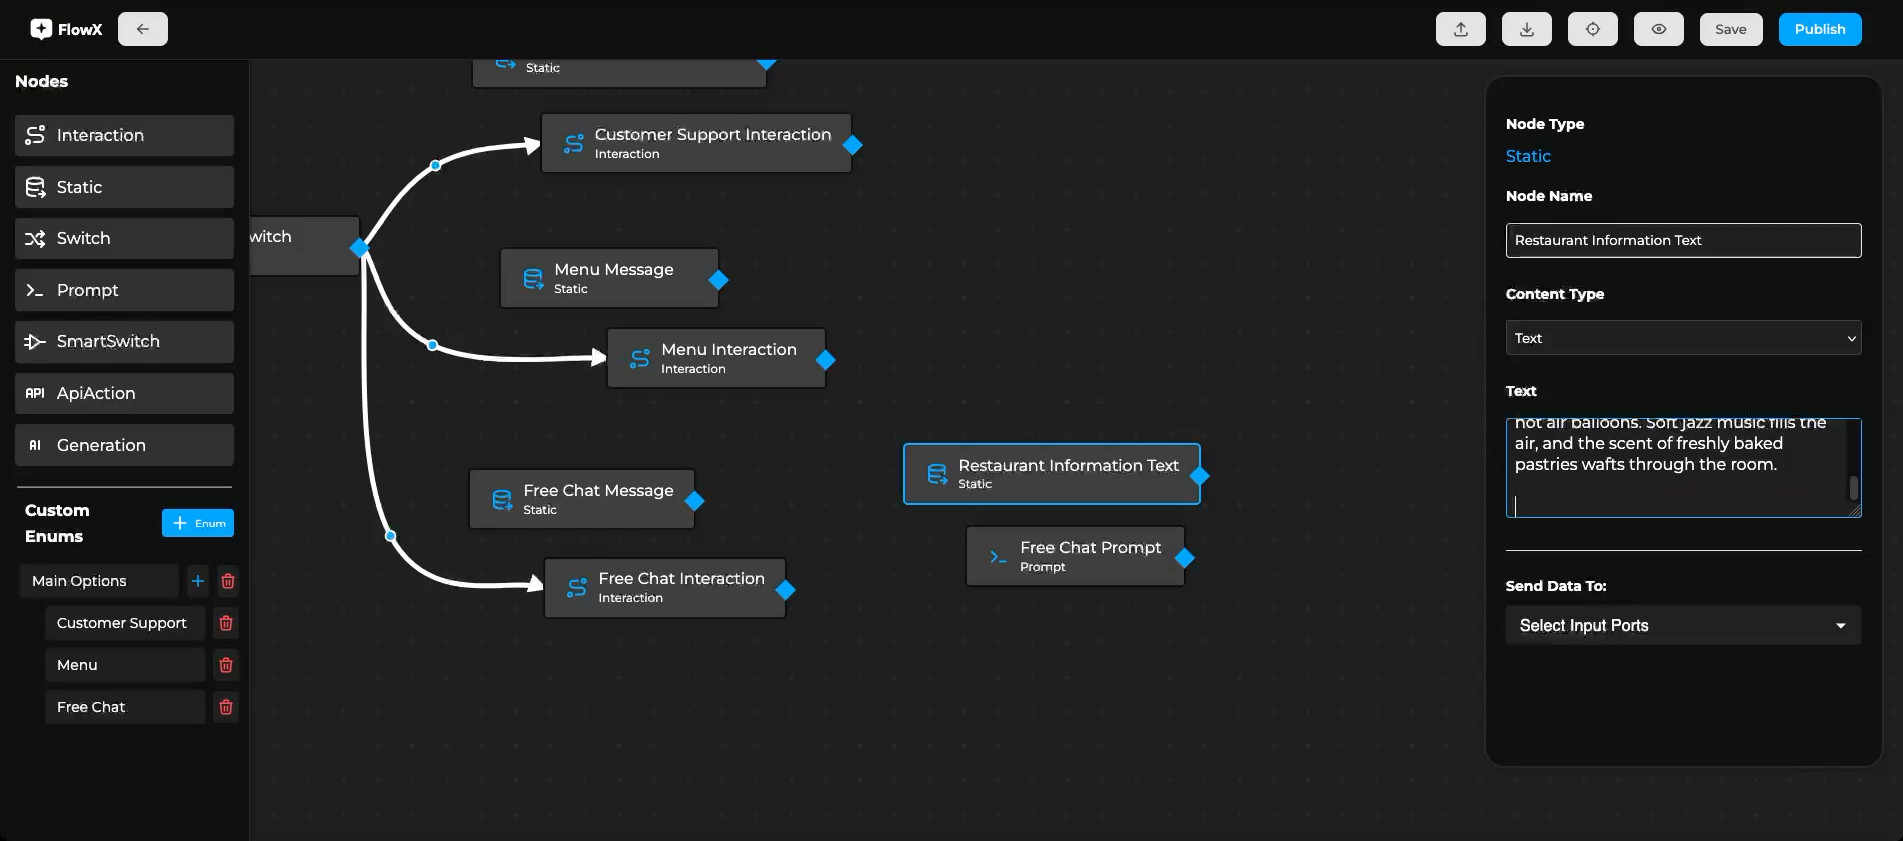 FlowX
Save
Publish
Nodes
Interaction
Static
Switch
Prompt
SmartSwitch
API ApiAction
AI Generation
Custom
Enums
+ Enum
Main Options
Customer Support
Menu
Free Chat
Static
Customer Support Interaction
Interaction
witch
Menu Message
Static
Menu Interaction
Interaction
Free Chat Message
Static
Free Chat Interaction
Interaction
Restaurant Information Text
Static
Free Chat Prompt
Prompt
Node Type
Static
Node Name
Restaurant Information Text
Content Type
Text
Text
hot air balloons. Soft jazz music fills the
air, and the scent of freshly baked
pastries wafts through the room.
Send Data To:
Select Input Ports